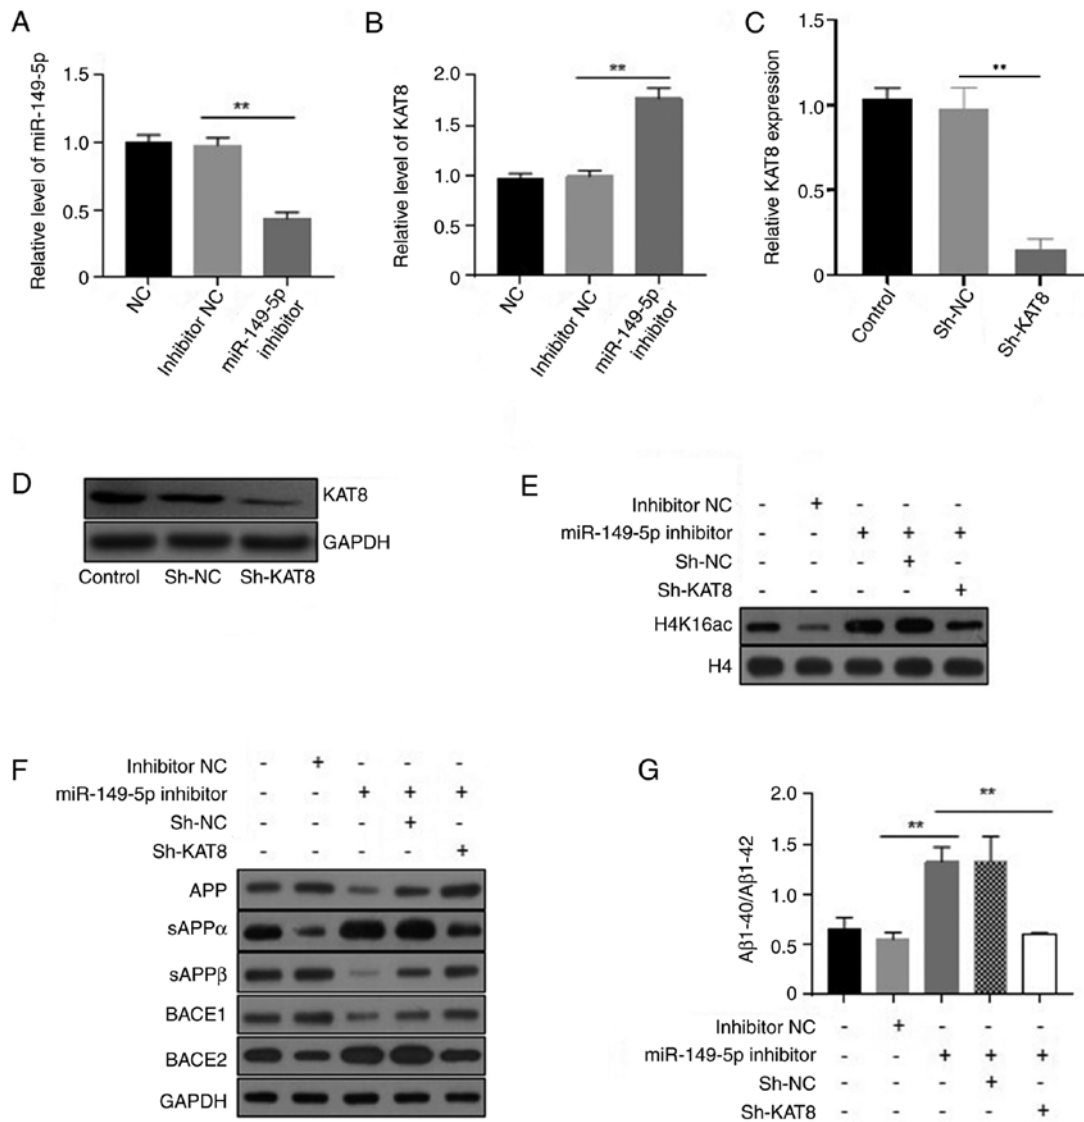 A
Relative level of miR-149-5p
1.5
1.0
0.5
0
**
NC
Inhibitor NC
miR-149-5p
inhibitor
B
Relative level of KAT8
2.0
1.5
1.0
0.5
0
**
NC
Inhibitor NC
miR-149-5p
inhibitor
C
Relative KAT8 expression
1.5
1.0
0.5
0
**
Control
Sh-NC
Sh-KAT8
D
KAT8
GAPDH
Control Sh-NC Sh-KAT8
E
Inhibitor NC - + - - -
miR-149-5p inhibitor - - + + +
Sh-NC - - - + -
Sh-KAT8 - - - - +
H4K16ac
H4
F
Inhibitor NC - + - - -
miR-149-5p inhibitor - - + + +
Sh-NC - - - + -
Sh-KAT8 - - - - +
APP
sAPPα
sAPPβ
BACE1
BACE2
GAPDH
G
Aβ1-40/Aβ1-42
2.0
1.5
1.0
0.5
0
**
**
Inhibitor NC - + - - -
miR-149-5p inhibitor - - + + +
Sh-NC - - - + -
Sh-KAT8 - - - - +